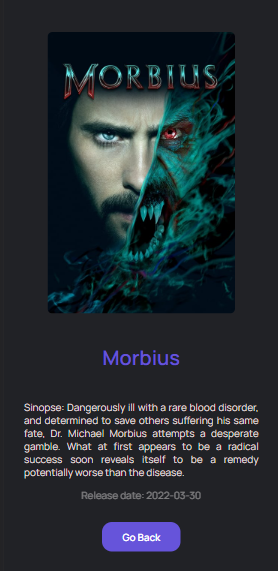 MORBIUS
Morbius
Sinopse: Dangerously ill with a rare blood disorder,
and determined to save others suffering his same
fate, Dr. Michael Morbius attempts a desperate
gamble. What at first appears to be a radical
success soon reveals itself to be a remedy
potentially worse than the disease.
Release date: 2022-03-30
Go Back